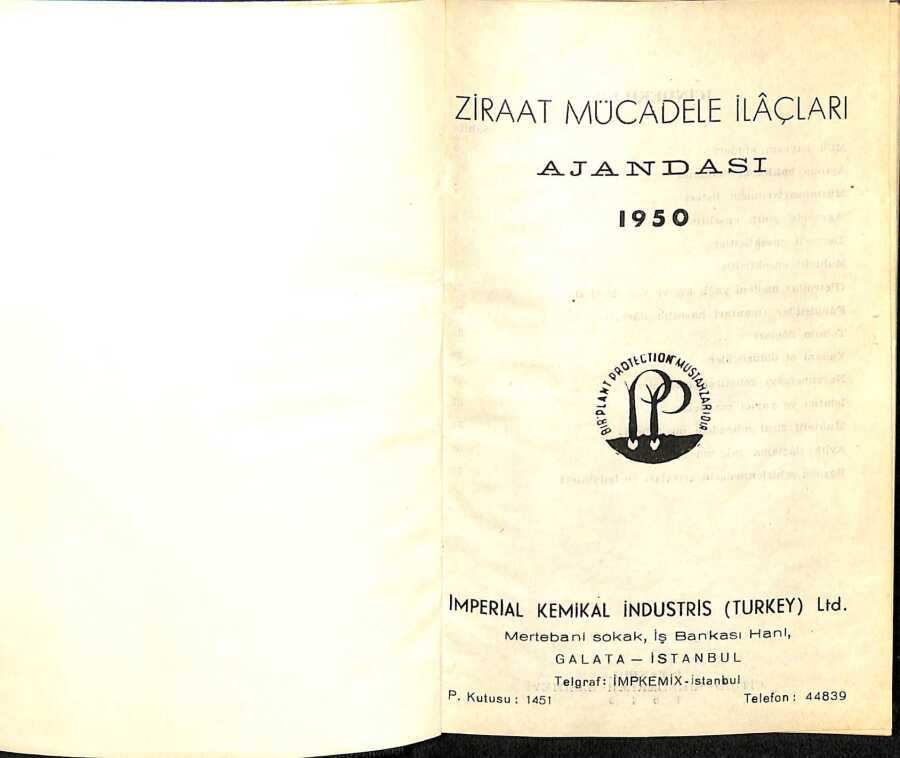 ZİRAAT MÜCADELE İLÂÇLARI
AJANDASI
1950
BİR PLANT PROTECTION MUSTAHZARIDIR
İMPERİAL KEMİKAL İNDUSTRİS (TURKEY) Ltd.
Mertebani sokak, İş Bankası Hanı,
GALATA — İSTANBUL
Telgraf: İMPKEMİX-istanbul
P. Kutusu: 1451 Telefon: 44839